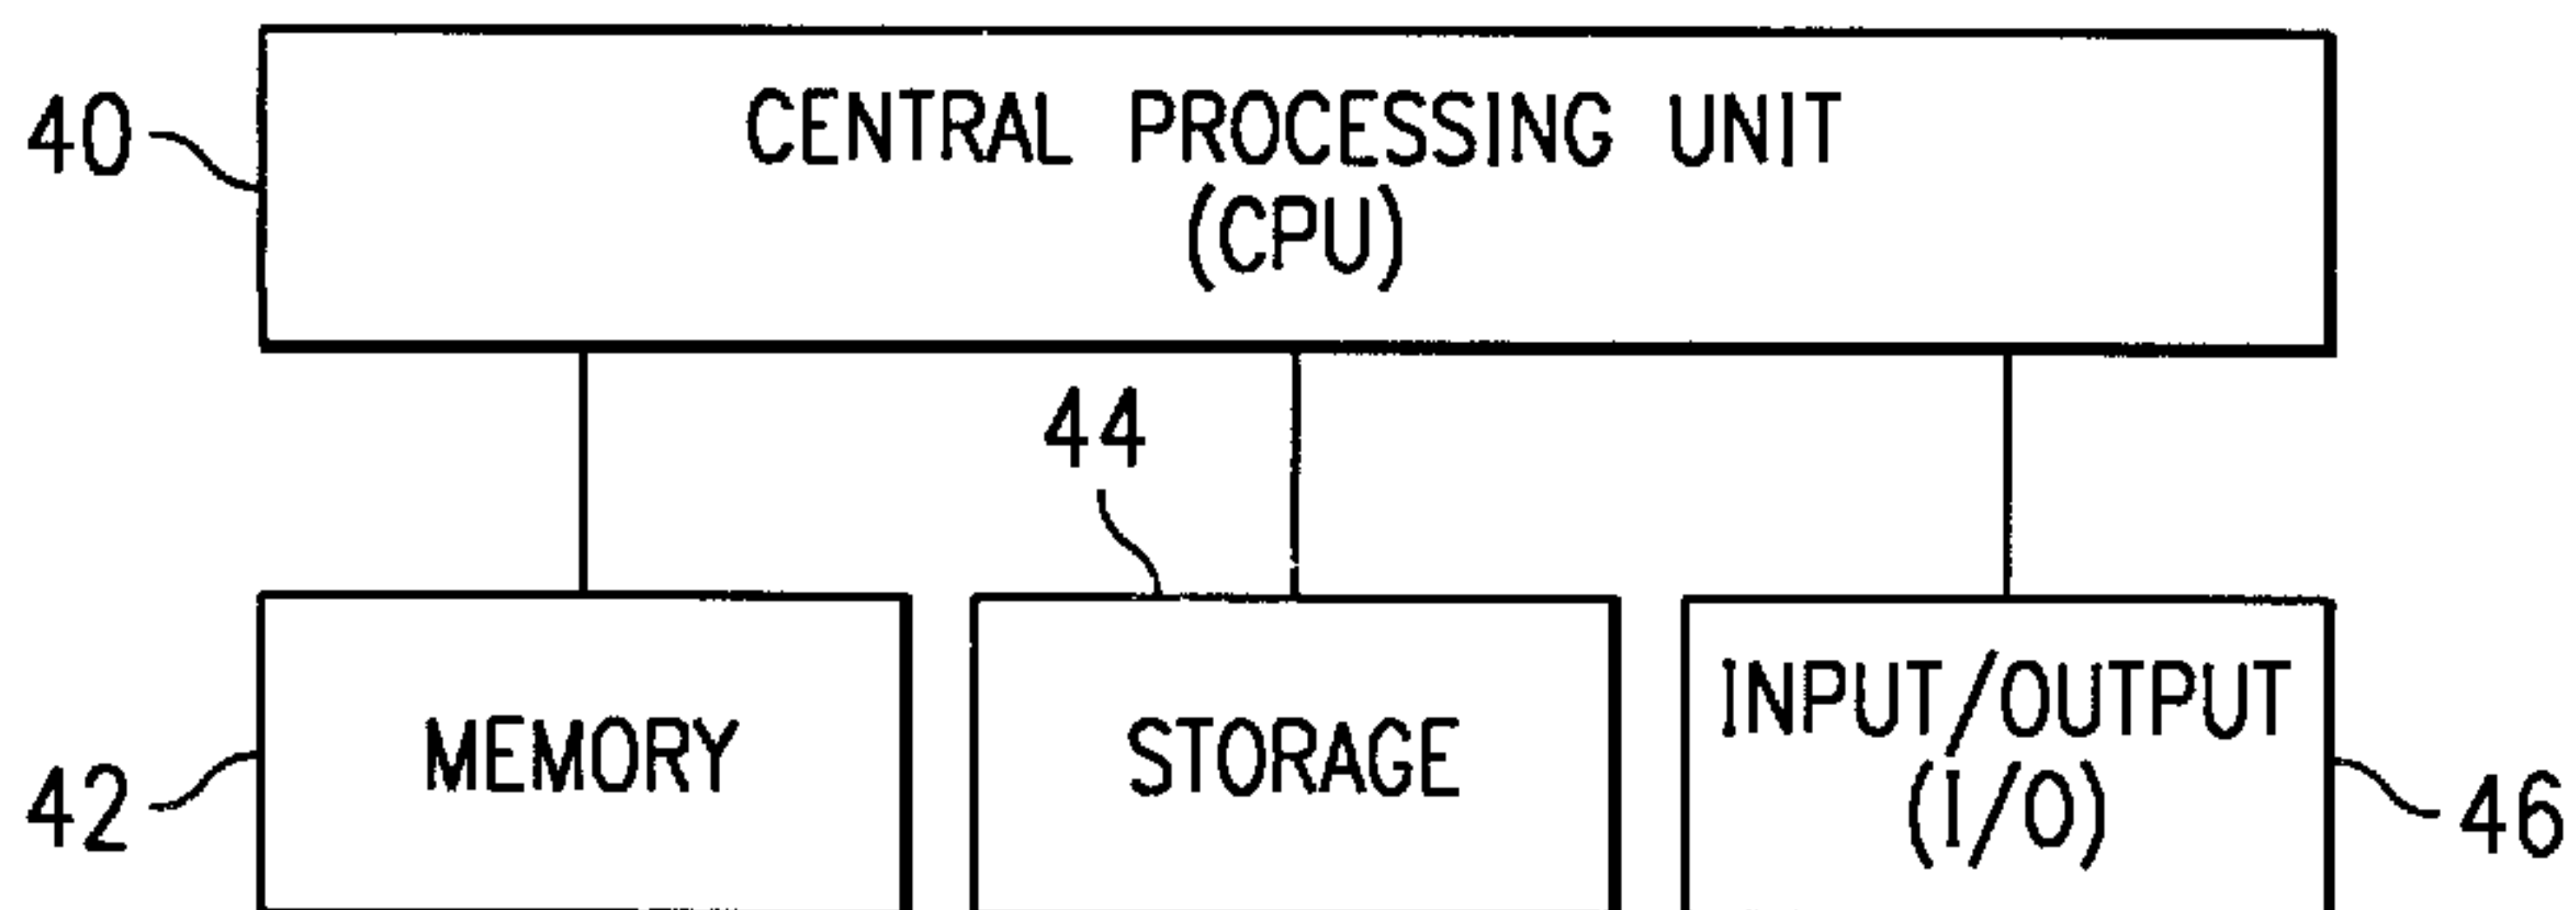 40
CENTRAL PROCESSING UNIT
(CPU)
44
42
MEMORY
STORAGE
INPUT/OUTPUT
(I/O)
46